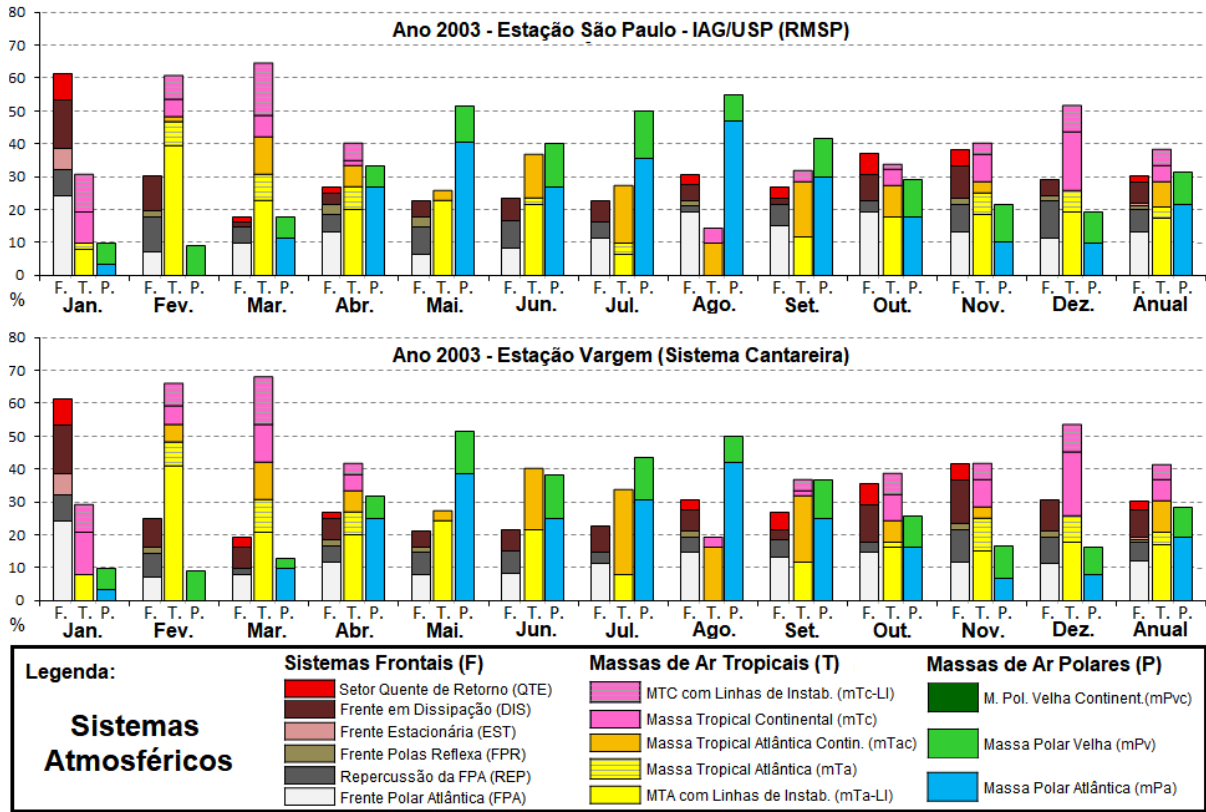 Ano 2003 - Estação São Paulo - IAG/USP (RMSP)
80
70
60
50
40
30
20
10
0
%
F. T. P. F. T. P. F. T. P. F. T. P. F. T. P. F. T. P. F. T. P. F. T. P. F. T. P. F. T. P. F. T. P. F. T. P. F. T. P.
Jan. Fev. Mar. Abr. Mai. Jun. Jul. Ago. Set. Out. Nov. Dez. Anual
Ano 2003 - Estação Vargem (Sistema Cantareira)
80
70
60
50
40
30
20
10
0
%
F. T. P. F. T. P. F. T. P. F. T. P. F. T. P. F. T. P. F. T. P. F. T. P. F. T. P. F. T. P. F. T. P. F. T. P. F. T. P.
Jan. Fev. Mar. Abr. Mai. Jun. Jul. Ago. Set. Out. Nov. Dez. Anual
Legenda:
Sistemas
Atmosféricos
Sistemas Frontais (F)
Setor Quente de Retorno (QTE)
Frente em Dissipação (DIS)
Frente Estacionária (EST)
Frente Polas Reflexa (FPR)
Repercussão da FPA (REP)
Frente Polar Atlântica (FPA)
Massas de Ar Tropicais (T)
MTC com Linhas de Instab. (mTc-LI)
Massa Tropical Continental (mTc)
Massa Tropical Atlântica Contin. (mTac)
Massa Tropical Atlântica (mTa)
MTA com Linhas de Instab. (mTa-LI)
Massas de Ar Polares (P)
M. Pol. Velha Continent.(mPvc)
Massa Polar Velha (mPv)
Massa Polar Atlântica (mPa)